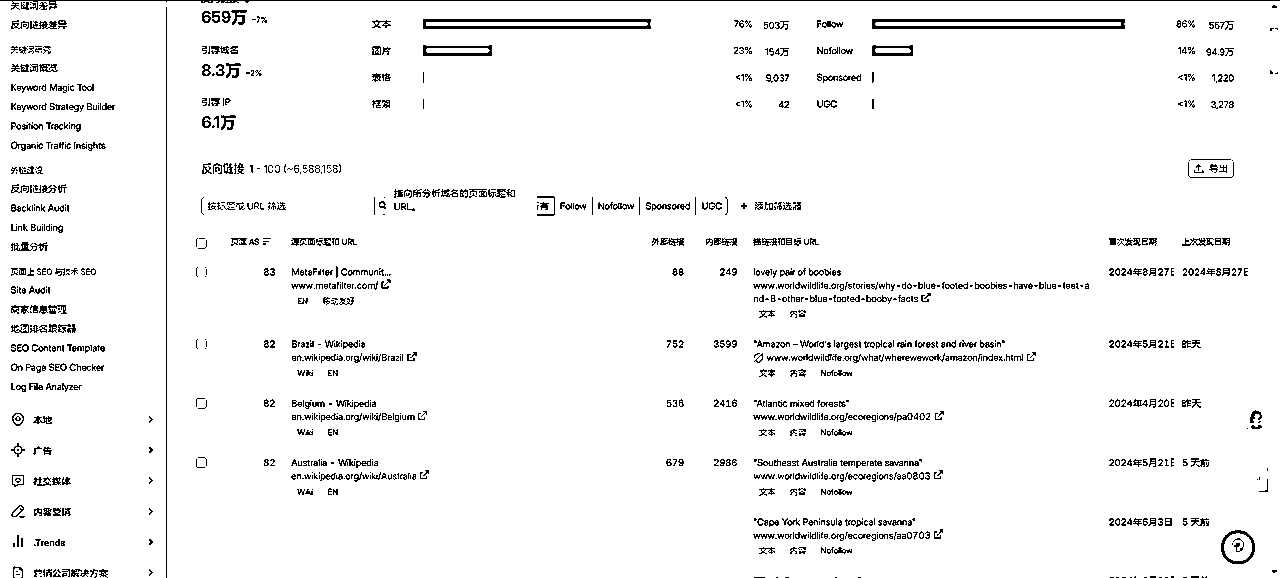 关键词差异
反向链接差异
关键词研究
关键词概览
Keyword Magic Tool
Keyword Strategy Builder
Position Tracking
Organic Traffic Insights
外链建设
反向链接分析
Backlink Audit
Link Building
批量分析
页面上 SEO 与技术 SEO
Site Audit
商家信息管理
地图排名跟踪器
SEO Content Template
On Page SEO Checker
Log File Analyzer
本地
广告
社交媒体
内容营销
.Trends
营销公司解决方案
659万 -7%
引荐域名
8.3万 -2%
引荐 IP
6.1万
文本 76% 503万
图片 23% 154万
表格 <1% 9,037
框架 <1% 42
Follow 86% 567万
Nofollow 14% 94.9万
Sponsored <1% 1,220
UGC <1% 3,278
反向链接 1 - 100 (~6,588,158)
导出
按标题或 URL 筛选
指向所分析域名的页面标题和
URL。
有 Follow Nofollow Sponsored UGC + 添加筛选器
页面 AS 源页面标题和 URL 外部链接 内部链接 锚链接和目标 URL 首次发现日期 上次发现日期
83 MetaFilter | Communit... 88 249 lovely pair of boobies 2024年8月27日 2024年8月27日
www.metafilter.com/ www.worldwildlife.org/stories/why-do-blue-footed-boobies-have-blue-feet-a
nd-8-other-blue-footed-booby-facts
EN 移动友好
文本 内容
82 Brazil - Wikipedia 752 3599 "Amazon – World's largest tropical rain forest and river basin" 2024年5月21日 昨天
en.wikipedia.org/wiki/Brazil www.worldwildlife.org/what/wherewework/amazon/index.html
Wiki EN 文本 内容 Nofollow
82 Belgium - Wikipedia 536 2416 "Atlantic mixed forests" 2024年4月20日 昨天
en.wikipedia.org/wiki/Belgium www.worldwildlife.org/ecoregions/pa0402
Wiki EN 文本 内容 Nofollow
82 Australia - Wikipedia 679 2986 "Southeast Australia temperate savanna" 2024年5月21日 5 天前
en.wikipedia.org/wiki/Australia www.worldwildlife.org/ecoregions/aa0803
Wiki EN 文本 内容 Nofollow
"Cape York Peninsula tropical savanna" 2024年6月3日 5 天前
www.worldwildlife.org/ecoregions/aa0703
文本 内容 Nofollow